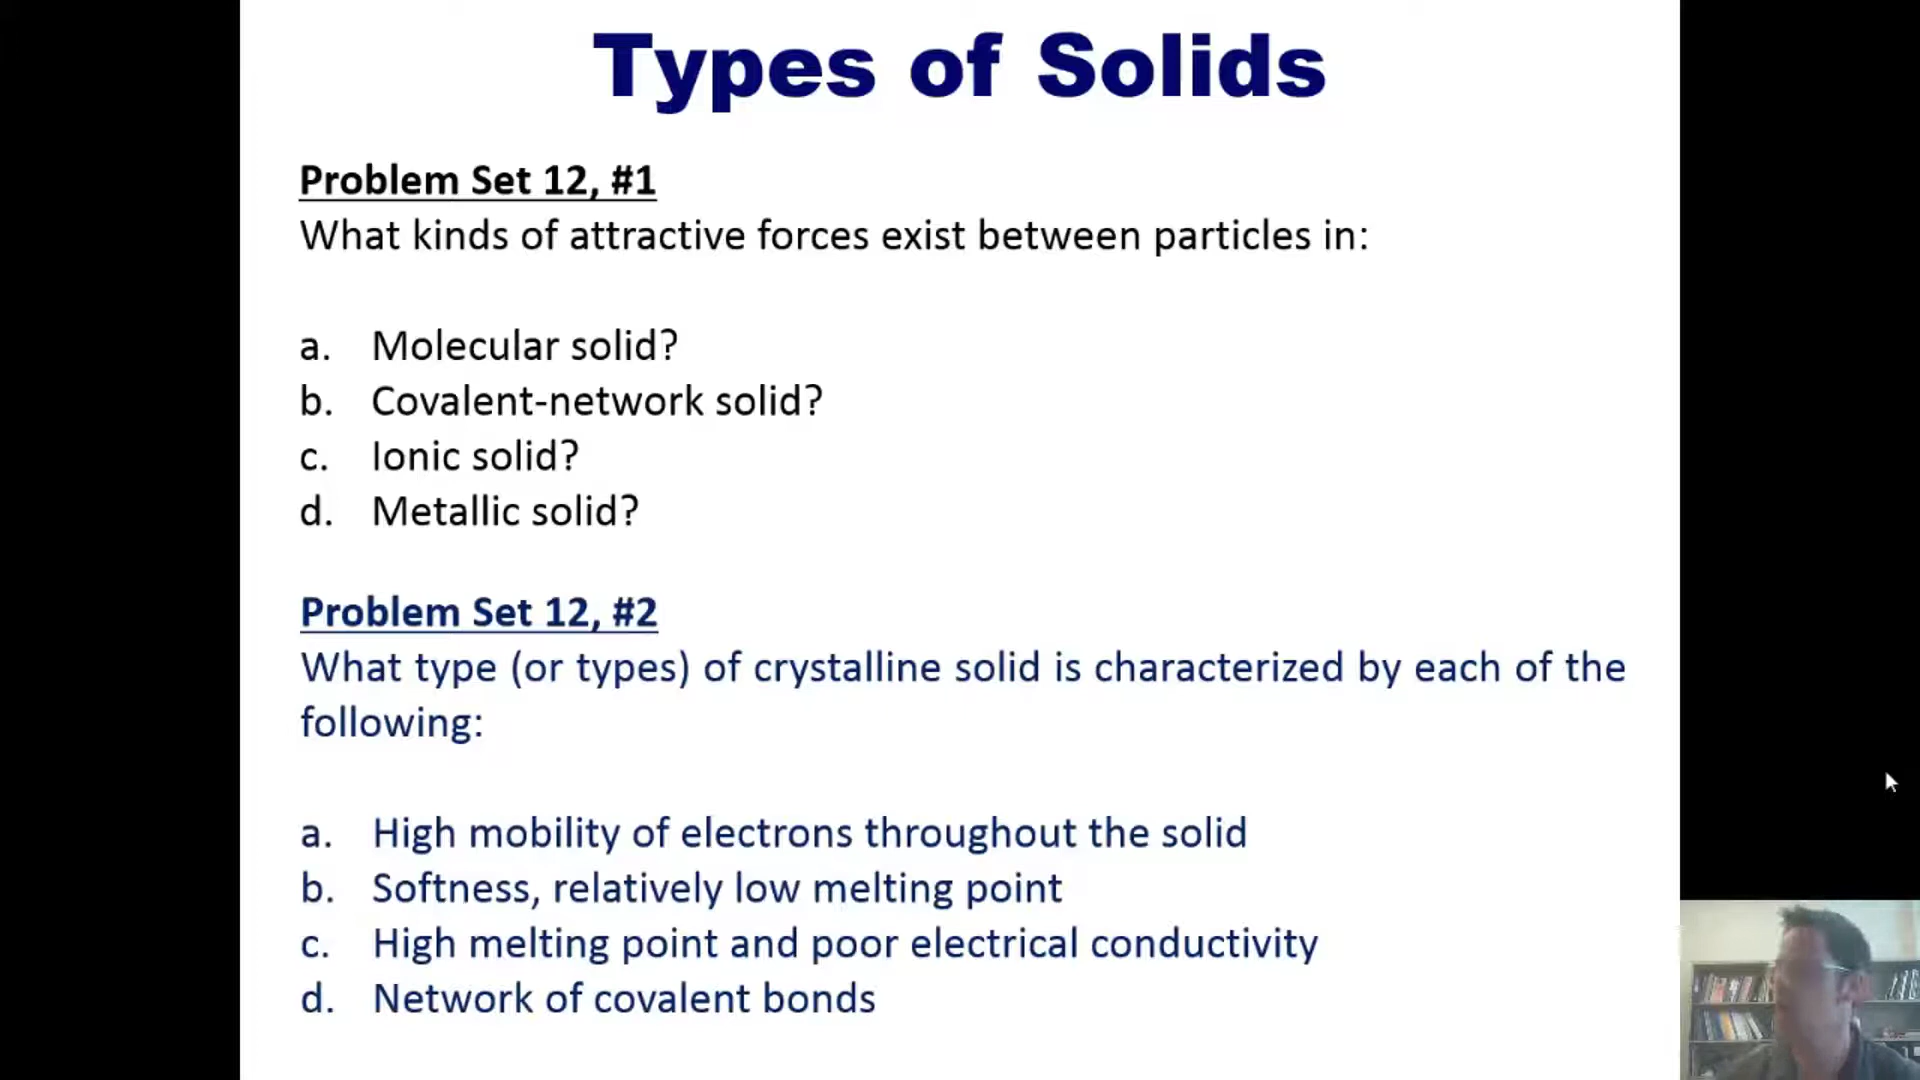 Types of Solids
Problem Set 12, #1
What kinds of attractive forces exist between particles in:
a. Molecular solid?
b. Covalent-network solid?
c. Ionic solid?
d. Metallic solid?
Problem Set 12, #2
What type (or types) of crystalline solid is characterized by each of the
following:
a. High mobility of electrons throughout the solid
b. Softness, relatively low melting point
c. High melting point and poor electrical conductivity
d. Network of covalent bonds